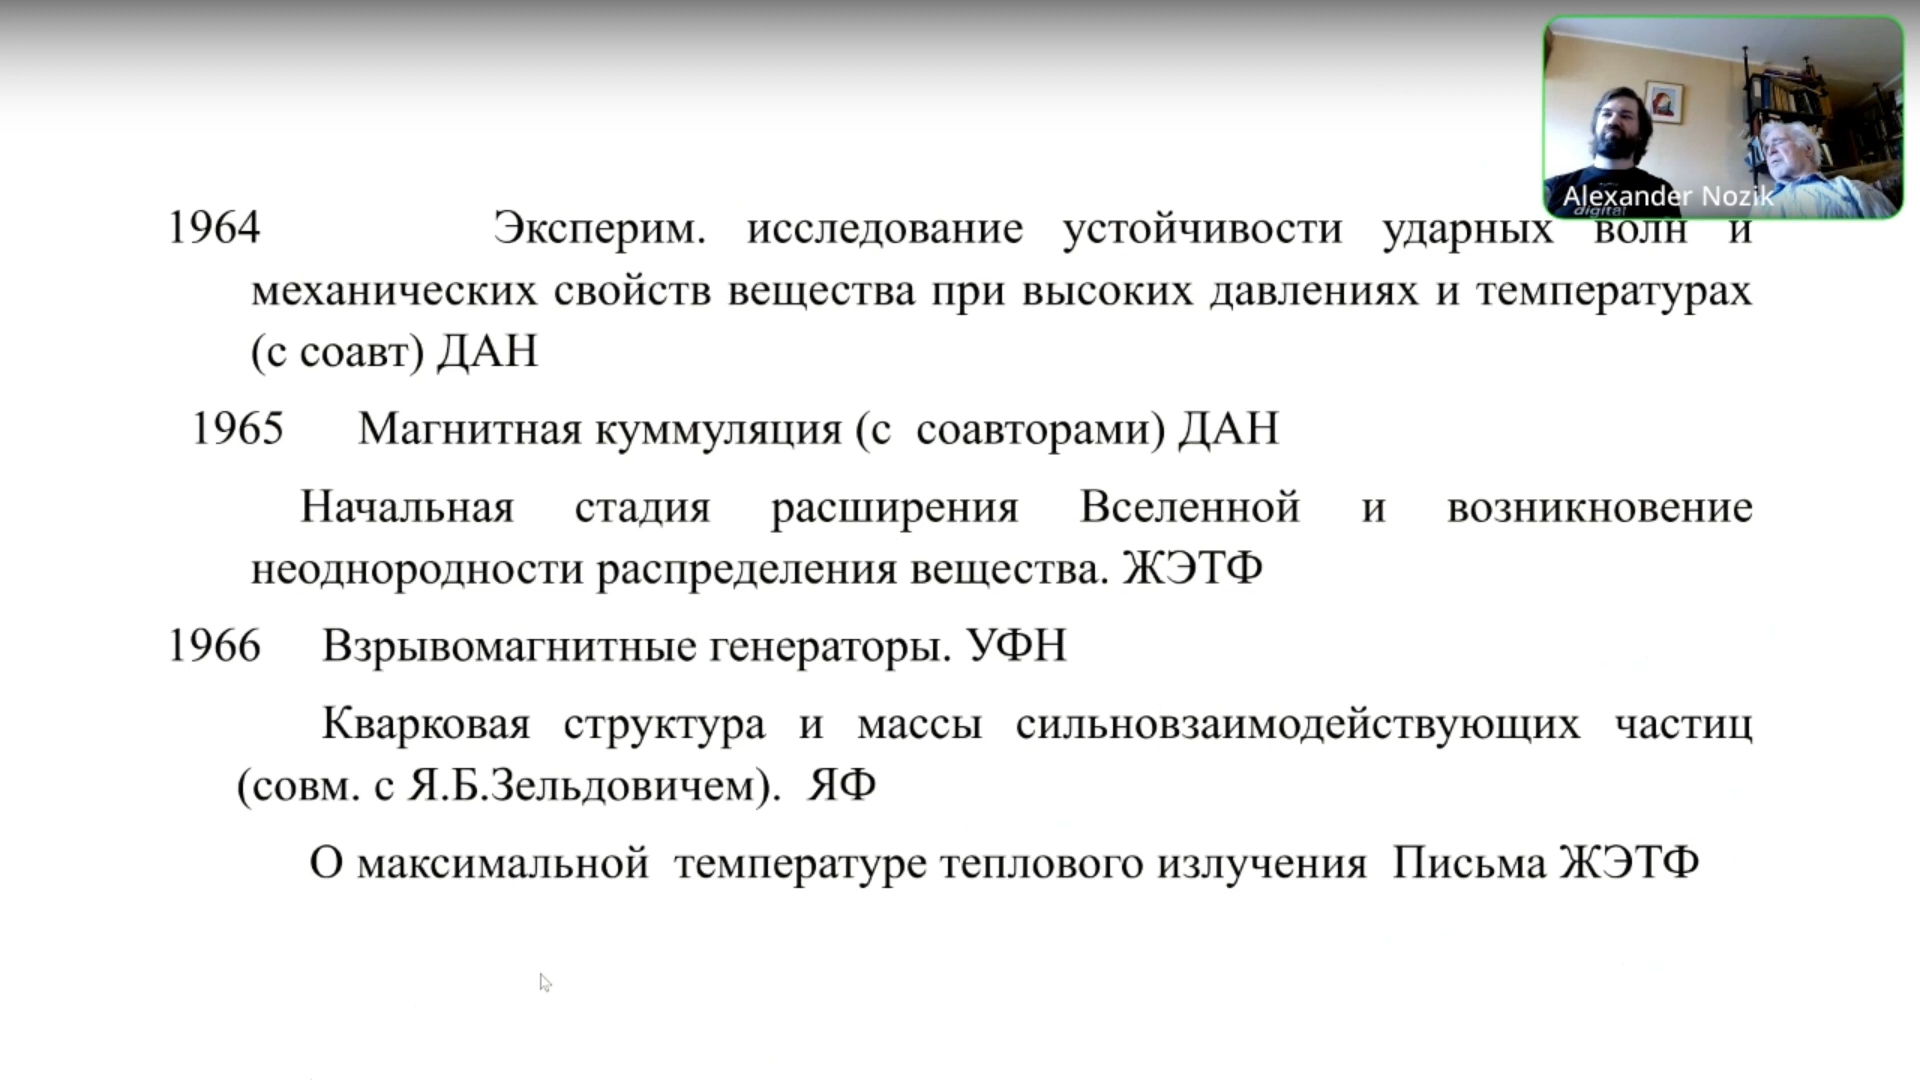 Alexander Nozik
digital
1964 Эксперим. исследование устойчивости ударных волн и
механических свойств вещества при высоких давлениях и температурах
(с соавт) ДАН
1965 Магнитная куммуляция (с соавторами) ДАН
Начальная стадия расширения Вселенной и возникновение
неоднородности распределения вещества. ЖЭТФ
1966 Взрывомагнитные генераторы. УФН
Кварковая структура и массы сильновзаимодействующих частиц
(совм. с Я.Б.Зельдовичем). ЯФ
О максимальной температуре теплового излучения Письма ЖЭТФ